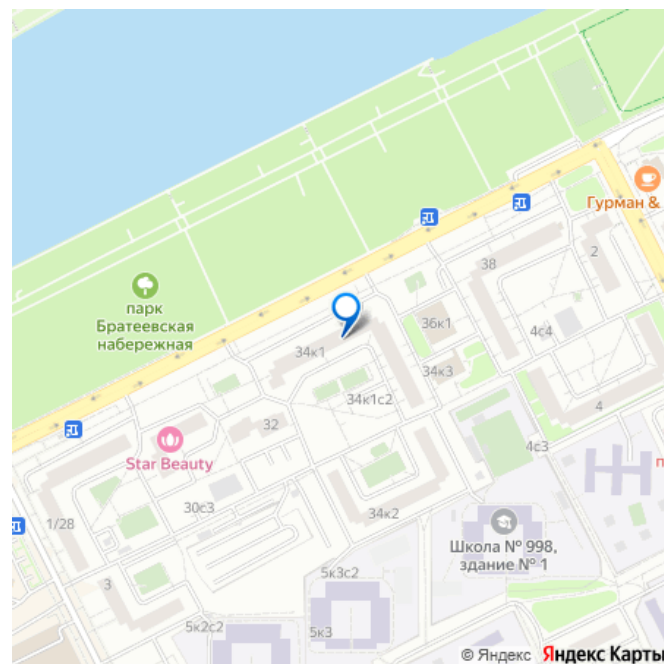 Гурман &
38
2
парк
Братеевская
набережная
36к1
4с4
34к1
34к3
34к1с2
4
32
Star Beauty
4с3
п
30с3
1/28
34к2
Школа № 998,
здание № 1
3
5к3с2
5к2с2
5к3
© Яндекс Яндекс Карты